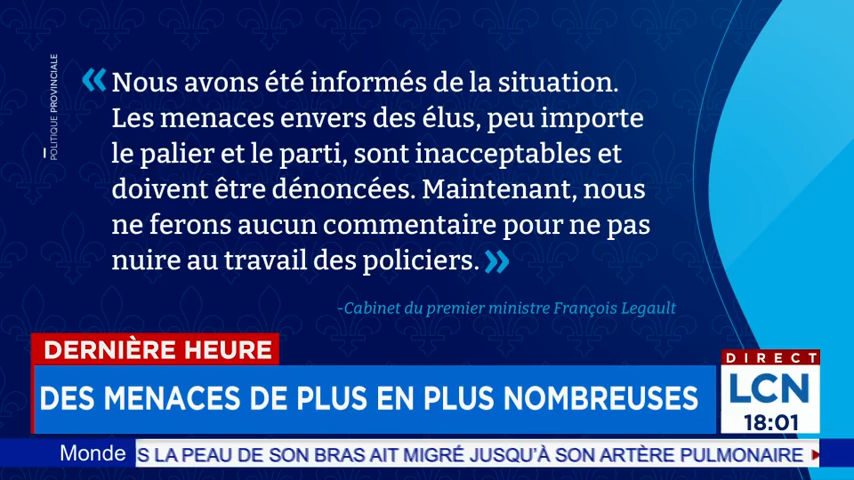 POLITIQUE PROVINCIALE
« Nous avons été informés de la situation.
Les menaces envers des élus, peu importe
le palier et le parti, sont inacceptables et
doivent être dénoncées. Maintenant, nous
ne ferons aucun commentaire pour ne pas
nuire au travail des policiers. »
-Cabinet du premier ministre François Legault
DERNIÈRE HEURE
DES MENACES DE PLUS EN PLUS NOMBREUSES
DIRECT
LCN
18:01
Monde S LA PEAU DE SON BRAS AIT MIGRÉ JUSQU'À SON ARTÈRE PULMONAIRE